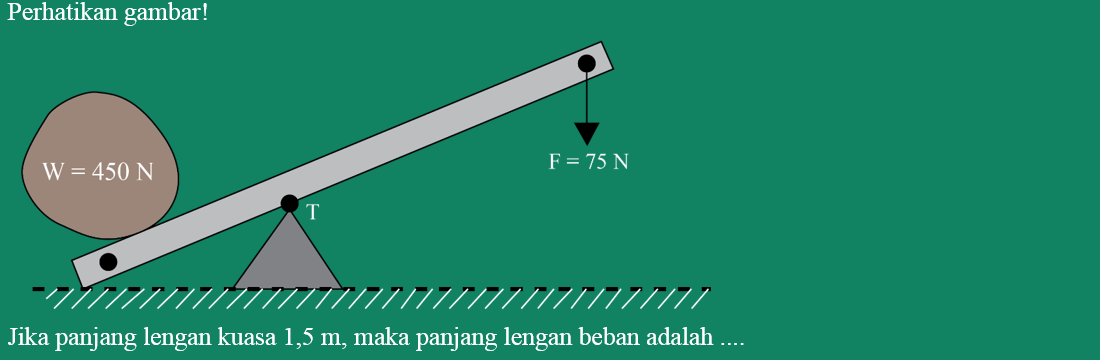 Perhatikan gambar!
W = 450 N
F = 75 N
T
Jika panjang lengan kuasa 1,5 m, maka panjang lengan beban adalah ....